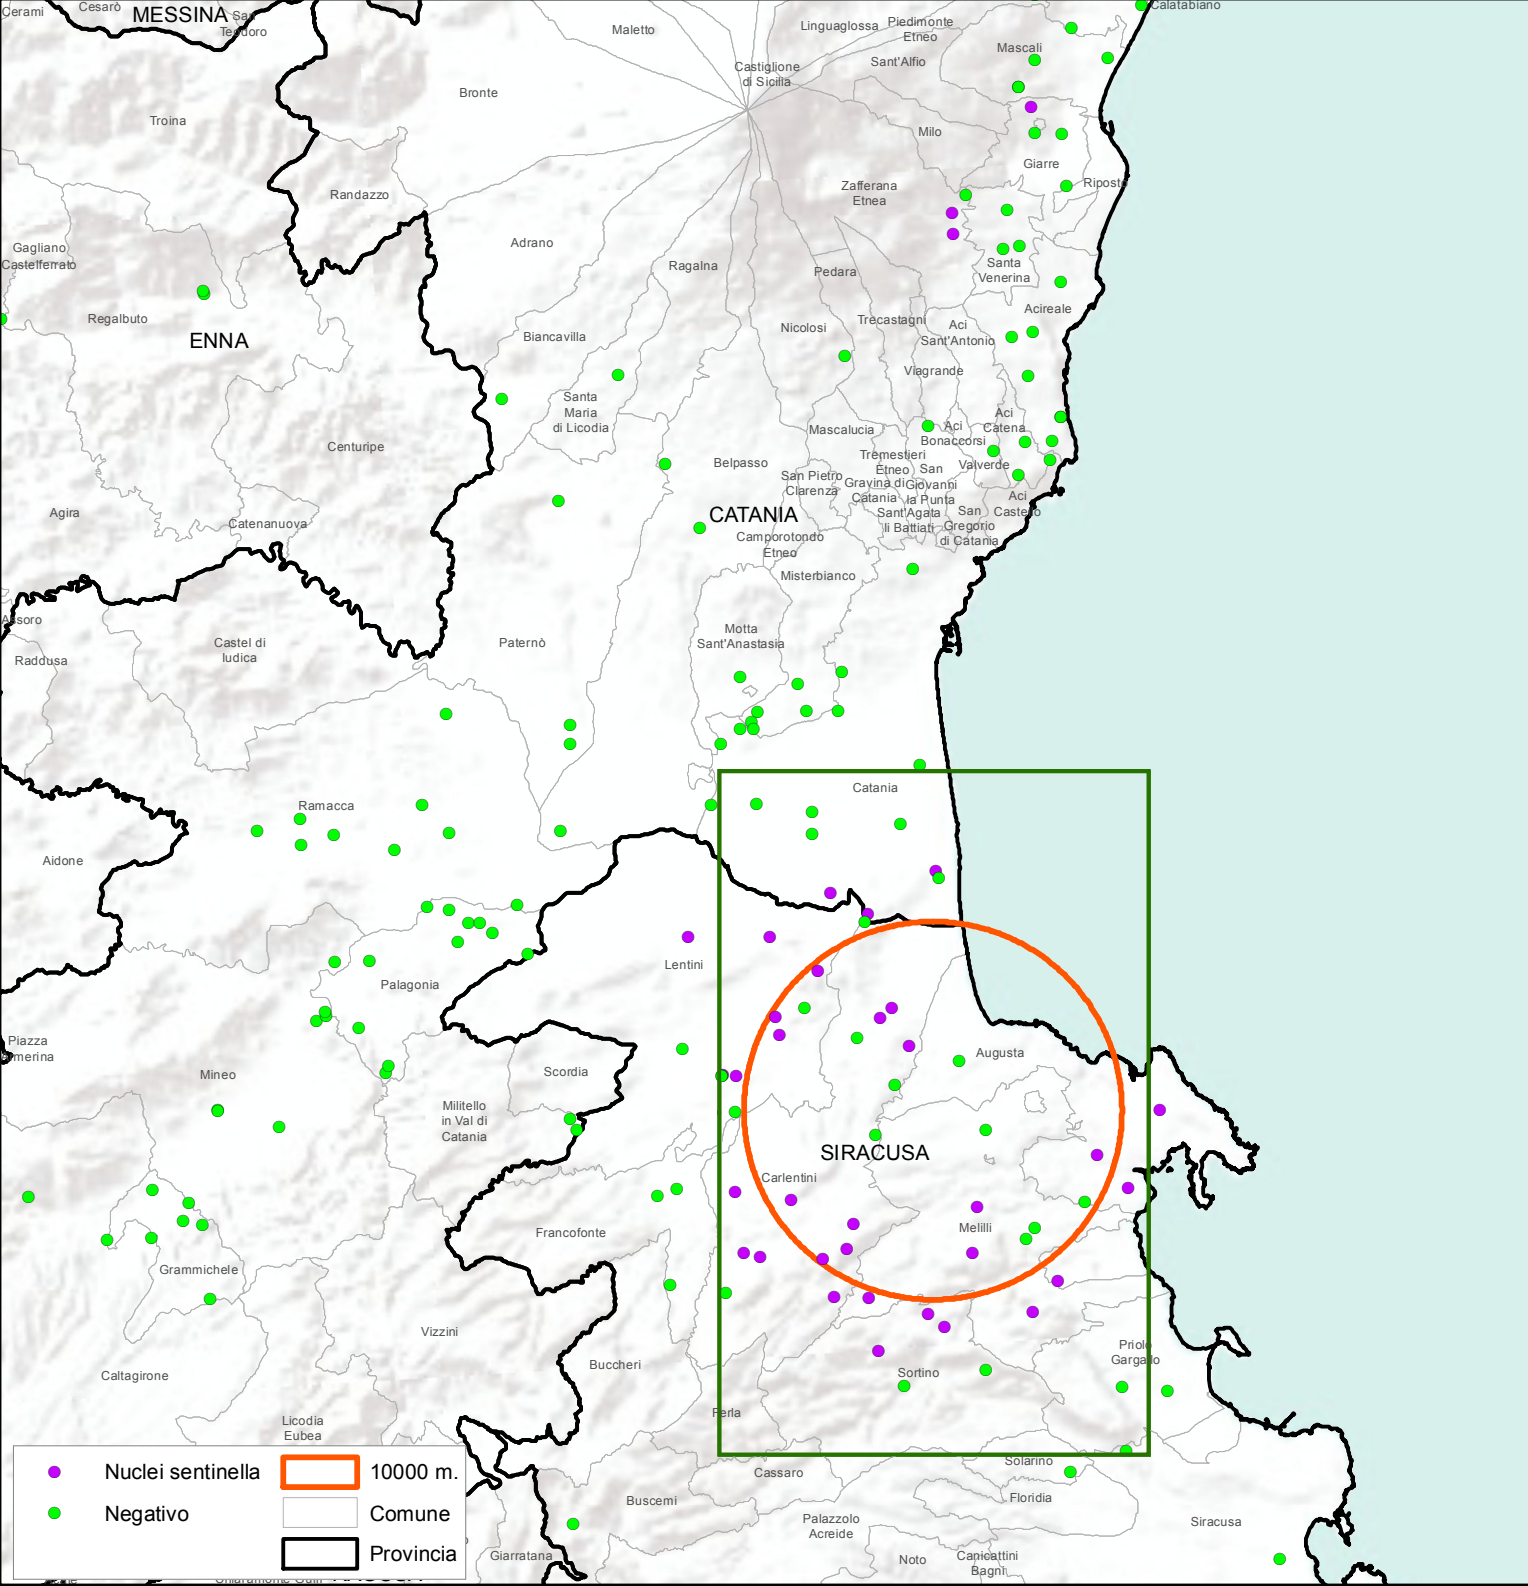 Cerami
Cesarò
MESSINA
San
Teodoro
Maletto
Linguaglossa
Piedimonte
Etneo
Calatabiano
Mascali
Sant'Alfio
Castiglione
di Sicilia
Bronte
Troina
Milo
Giarre
Riposto
Randazzo
Zafferana
Etnea
Gagliano
Castelferrato
Adrano
Ragalna
Pedara
Santa
Venerina
Regalbuto
ENNA
Biancavilla
Nicolosi
Trecastagni
Aci
Sant'Antonio
Acireale
Viagrande
Santa
Maria
di Licodia
Centuripe
Mascalucia
Aci
Bonaccorsi
Aci
Catena
Belpasso
Tremestieri
Etneo
San
Giovanni
la Punta
Valverde
San Pietro
Clarenza
Gravina di
Catania
Sant'Agata
li Battiati
San
Gregorio
di Catania
Aci
Castello
Agira
Catenanuova
CATANIA
Camporotondo
Etneo
Misterbianco
Assoro
Raddusa
Castel di
Iudica
Paternò
Motta
Sant'Anastasia
Catania
Ramacca
Aidone
Lentini
Palagonia
Piazza
Armerina
Mineo
Scordia
Augusta
Militello
in Val di
Catania
SIRACUSA
Carlentini
Francofonte
Melilli
Grammichele
Vizzini
Buccheri
Priolo
Gargallo
Caltagirone
Sortino
Licodia
Eubea
Ferla
Cassaro
Solarino
Buscemi
Floridia
Palazzolo
Acreide
Siracusa
Giarratana
Noto
Canicattini
Bagni
Nuclei sentinella
10000 m.
Negativo
Comune
Provincia